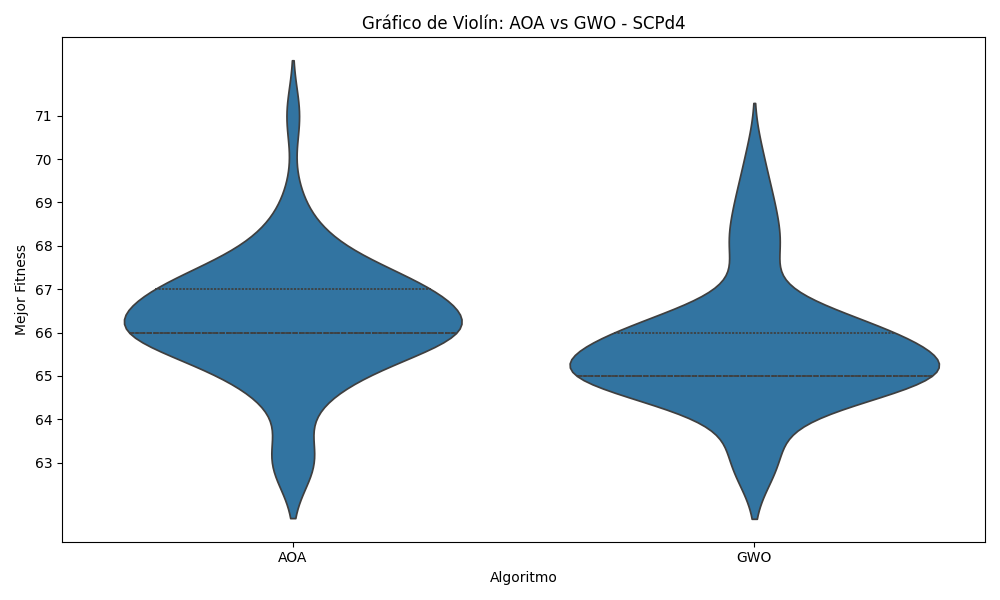 Gráfico de Violín: AOA vs GWO - SCPd4
Mejor Fitness
71
70
69
68
67
66
65
64
63
AOA
GWO
Algoritmo